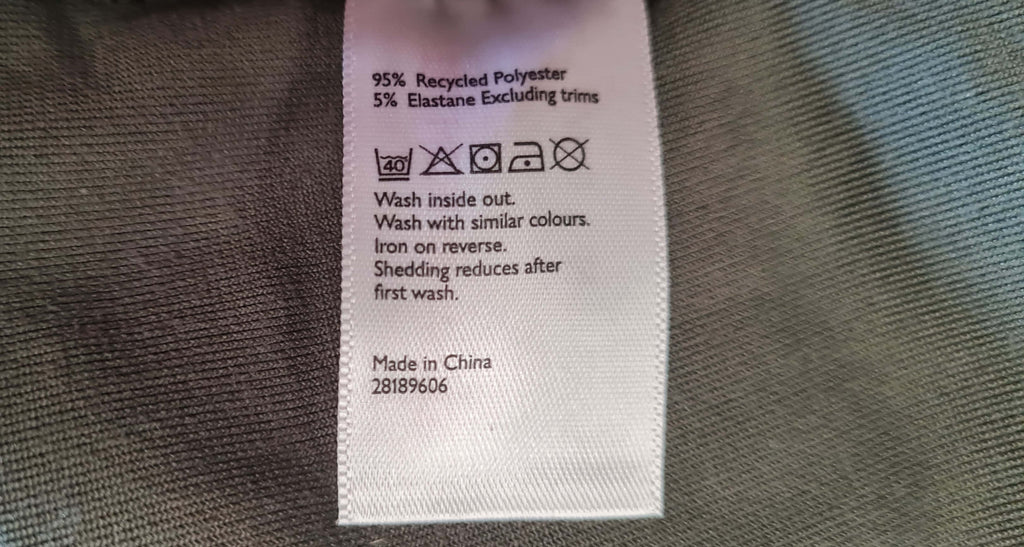 95% Recycled Polyester
5% Elastane Excluding trims
40
Wash inside out.
Wash with similar colours.
Iron on reverse.
Shedding reduces after
first wash.
Made in China
28189606